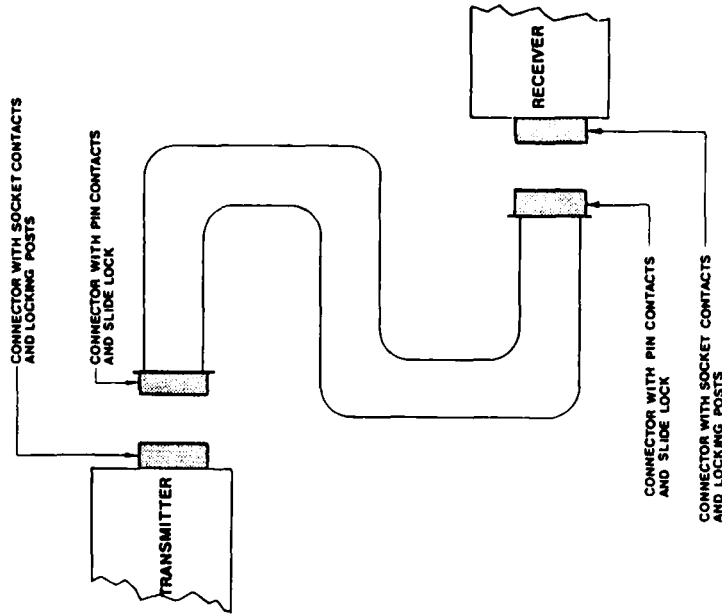 CONNECTOR WITH SOCKET CONTACTS
AND LOCKING POSTS
CONNECTOR WITH PIN CONTACTS
AND SLIDE LOCK
TRANSMITTER
RECEIVER
CONNECTOR WITH PIN CONTACTS
AND SLIDE LOCK
CONNECTOR WITH SOCKET CONTACTS
AND LOCKING POSTS